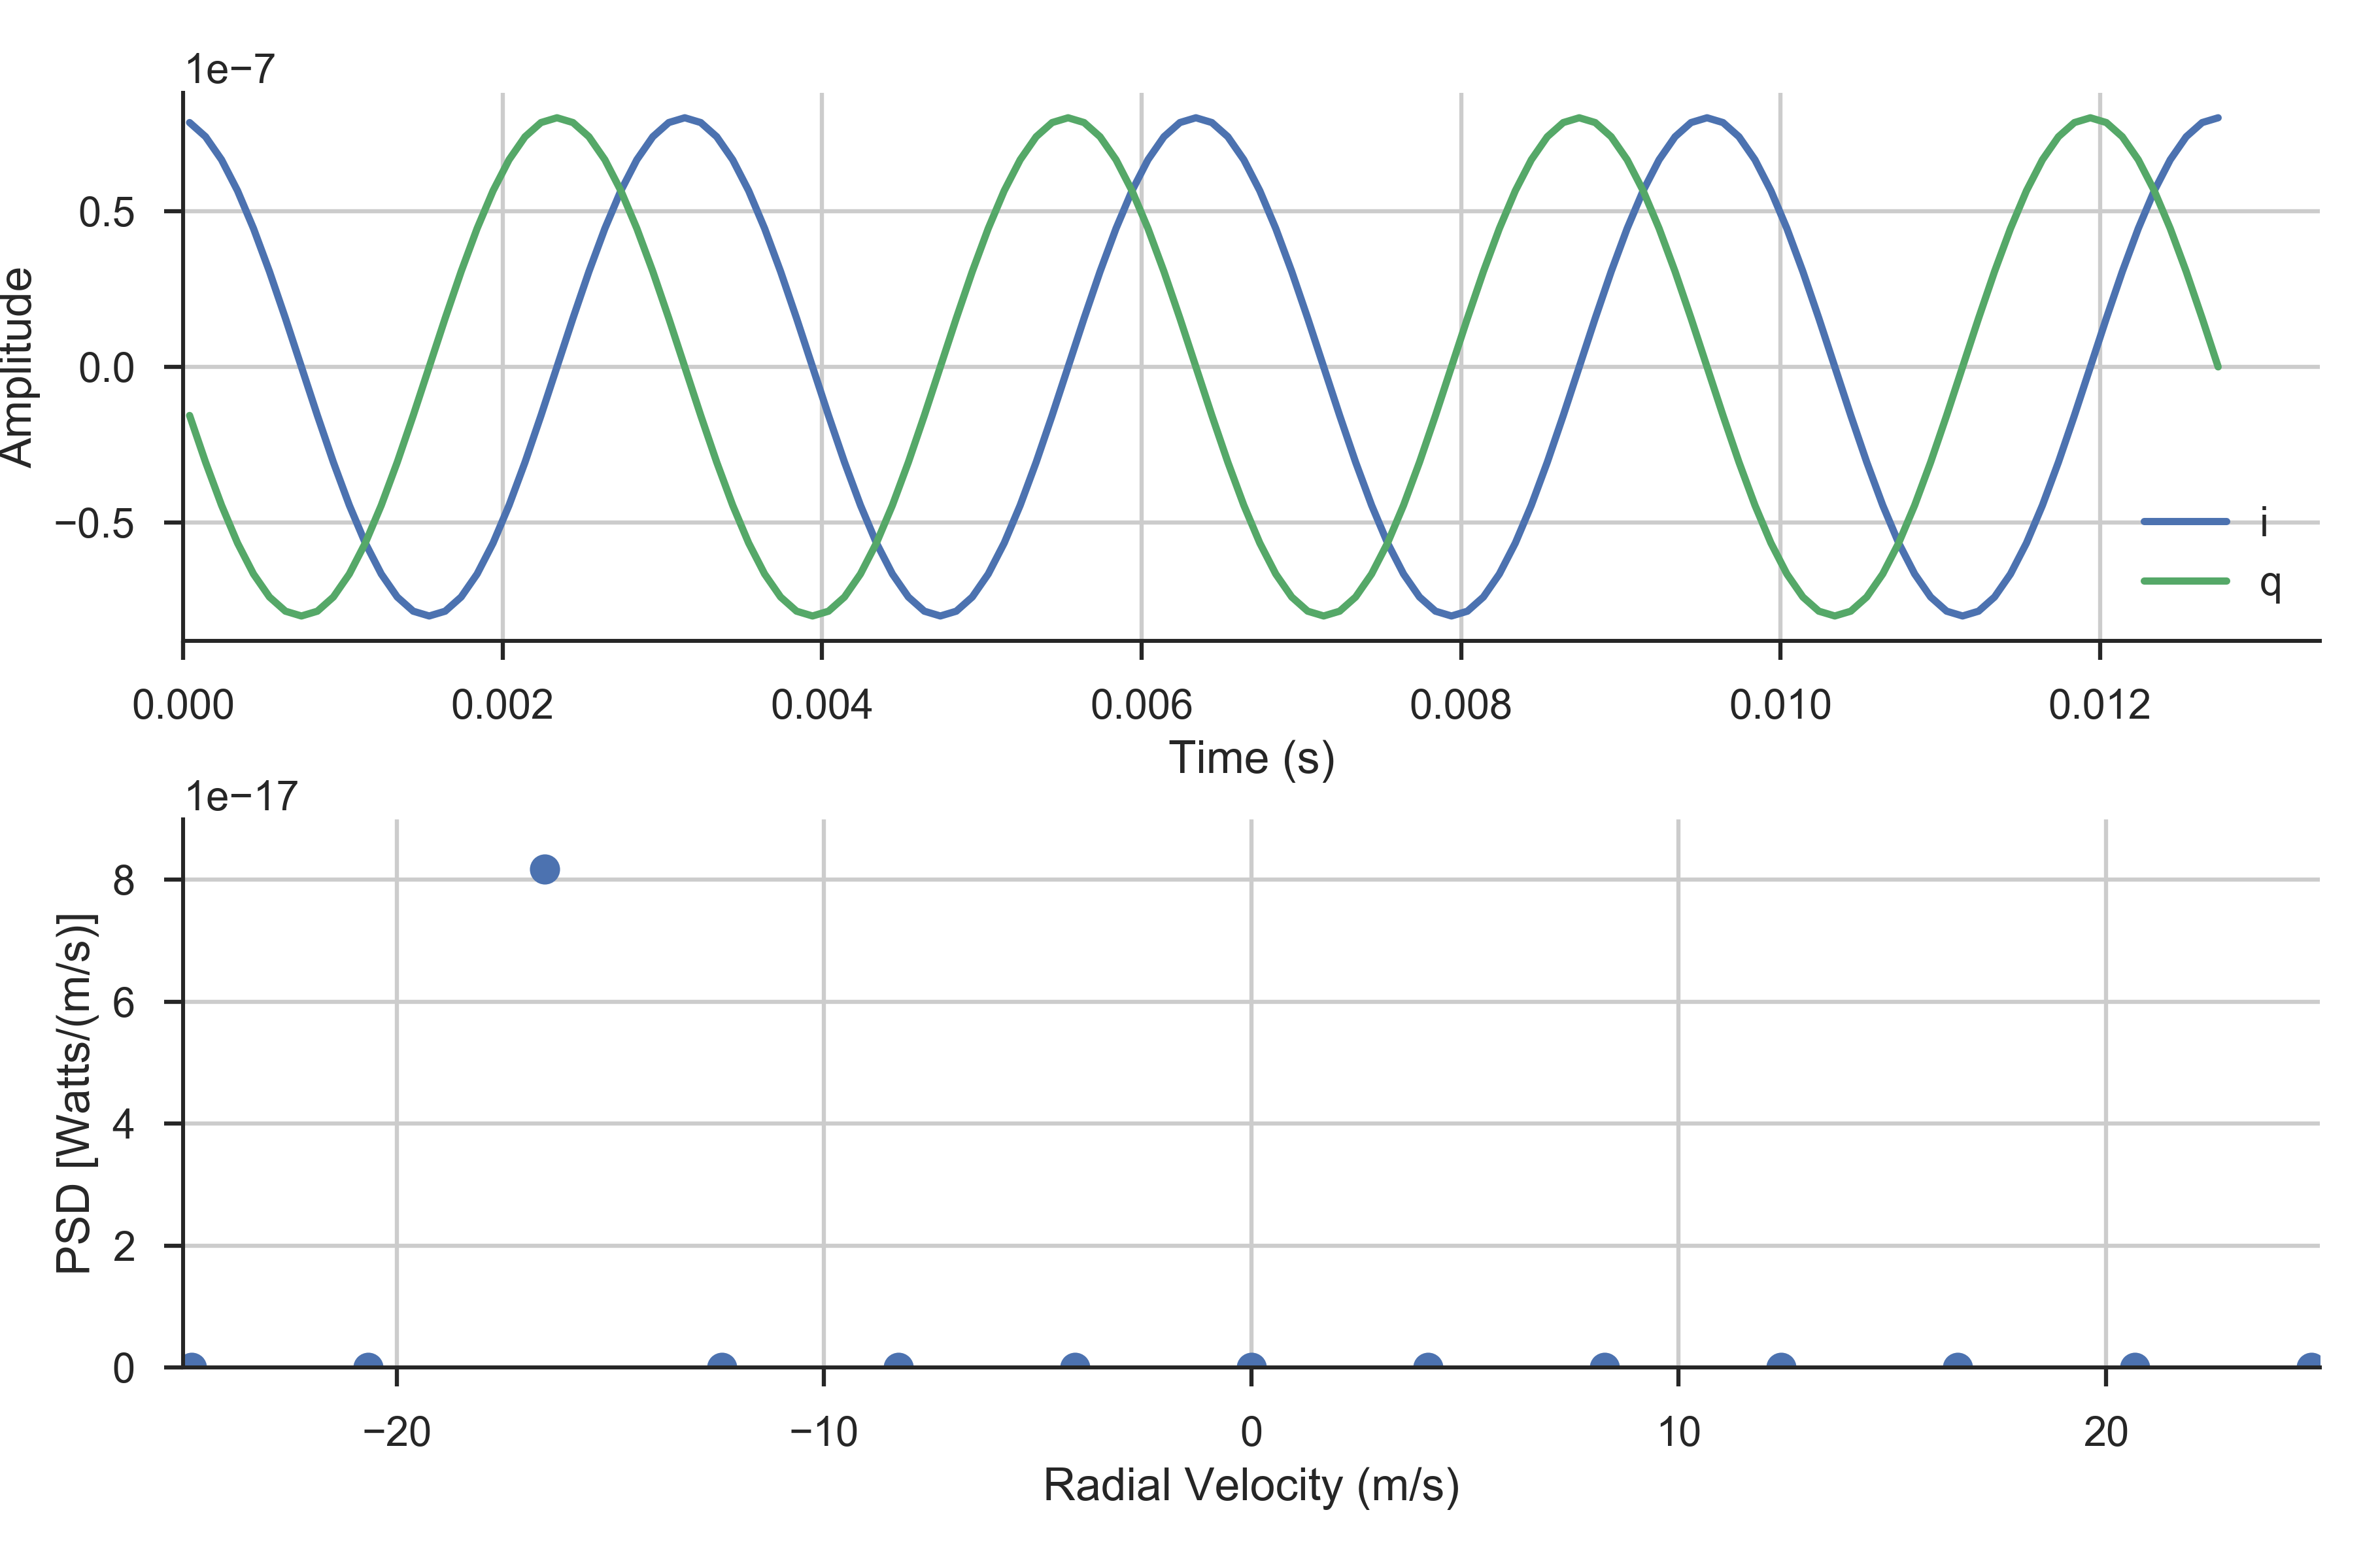 1e−7
0.5
0.0
−0.5
Amplitude
i
q
0.000 0.002 0.004 0.006 0.008 0.010 0.012
Time (s)
1e−17
8
6
4
2
0
PSD [Watts/(m/s)]
−20 −10 0 10 20
Radial Velocity (m/s)